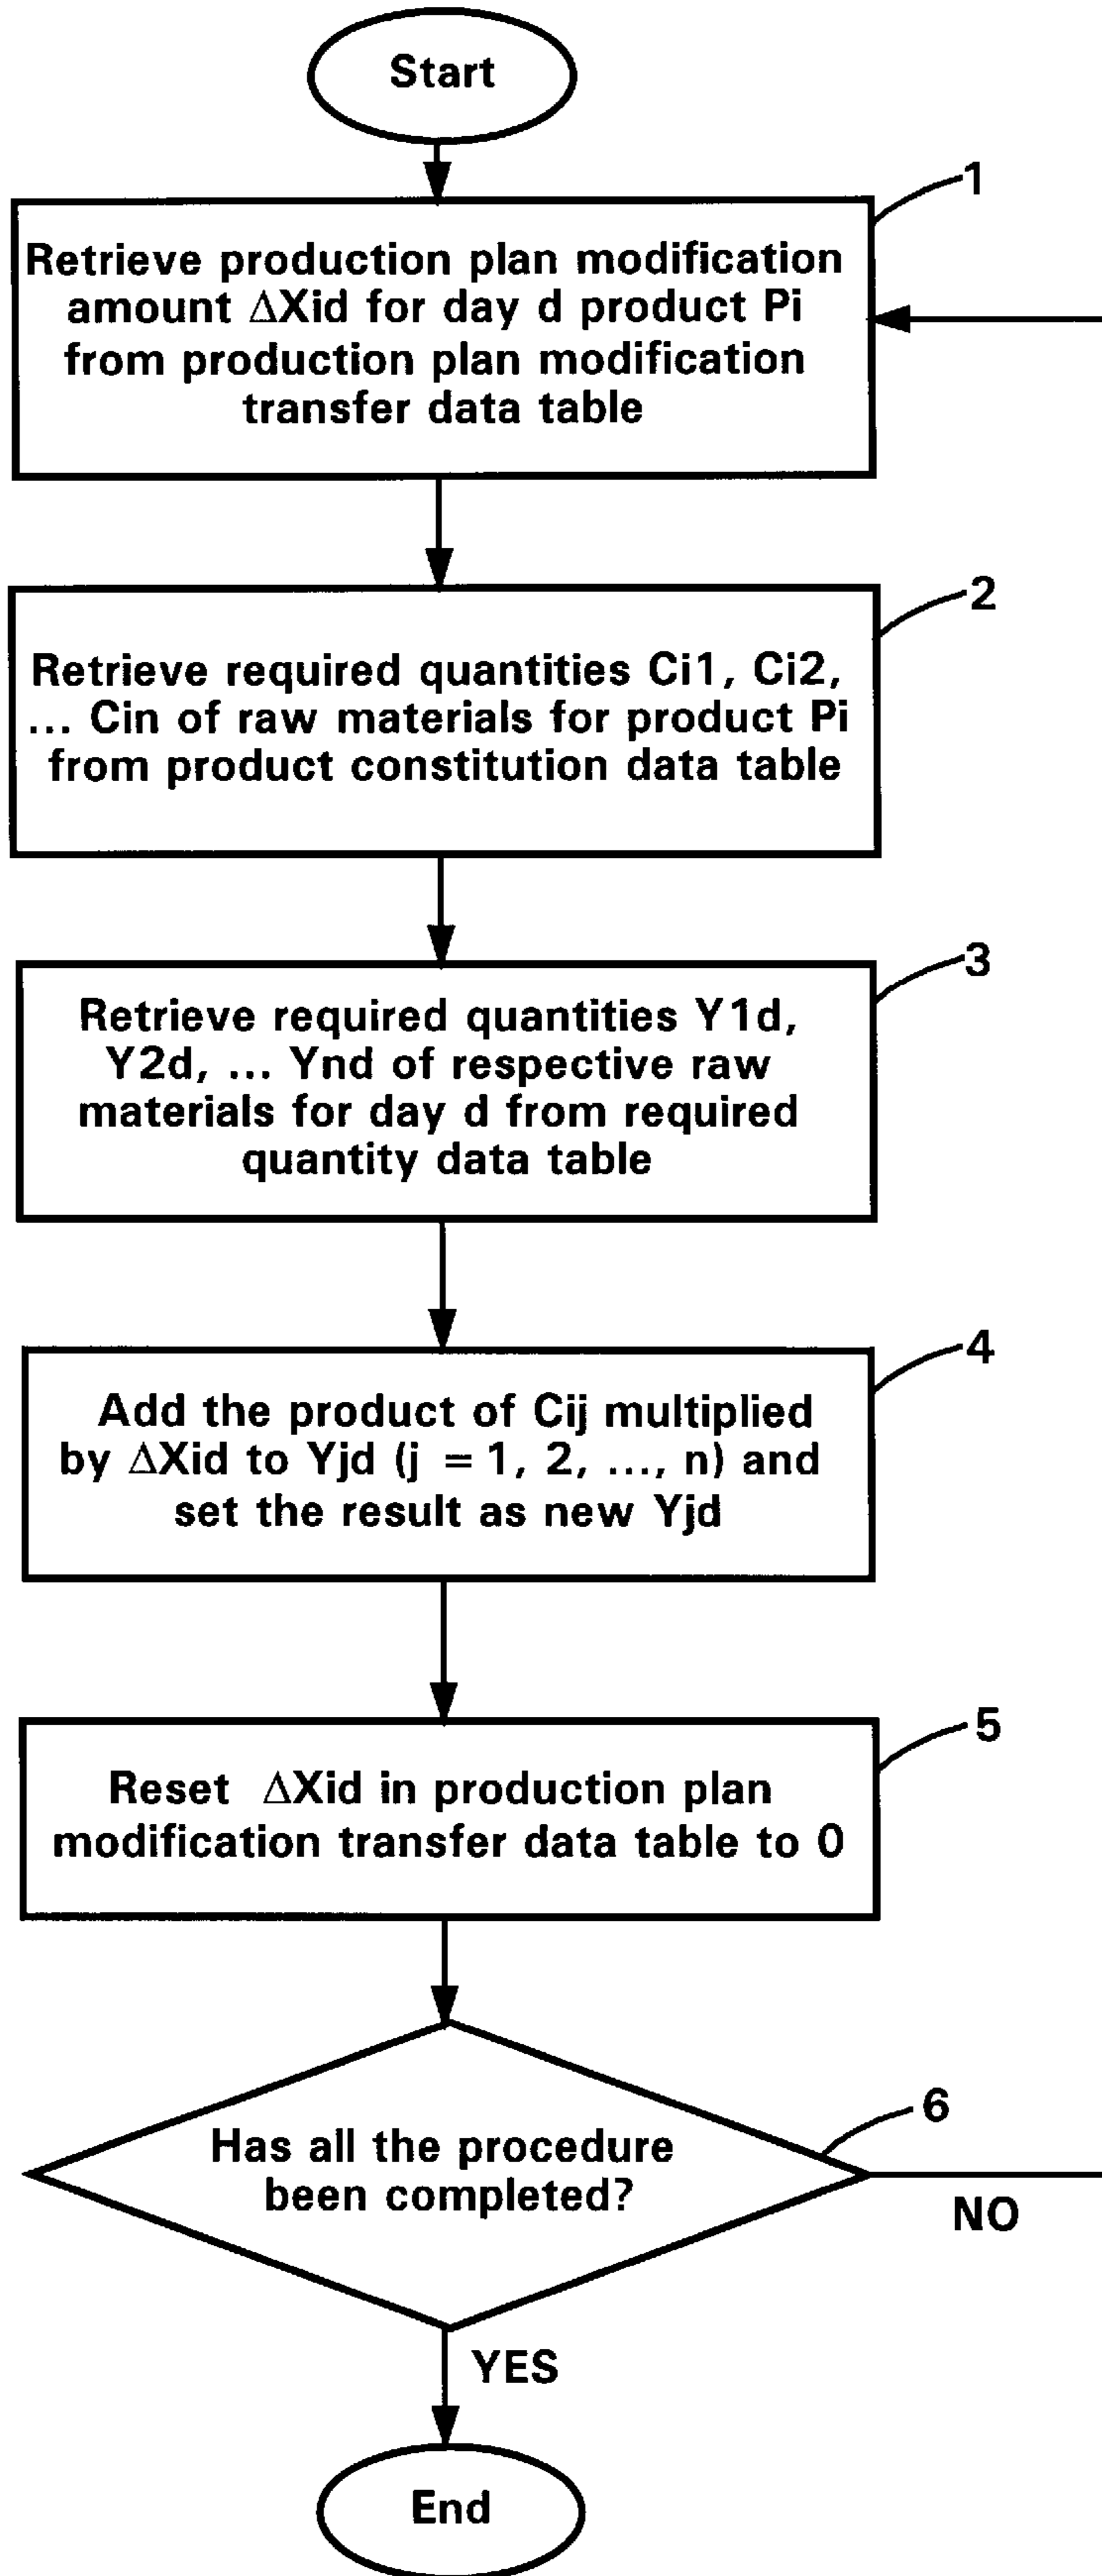 Start
1
Retrieve production plan modification
amount ΔXid for day d product Pi
from production plan modification
transfer data table
2
Retrieve required quantities Ci1, Ci2,
... Cin of raw materials for product Pi
from product constitution data table
3
Retrieve required quantities Y1d,
Y2d, ... Ynd of respective raw
materials for day d from required
quantity data table
4
Add the product of Cij multiplied
by ΔXid to Yjd (j = 1, 2, ..., n) and
set the result as new Yjd
5
Reset ΔXid in production plan
modification transfer data table to 0
6
Has all the procedure
been completed?
NO
YES
End